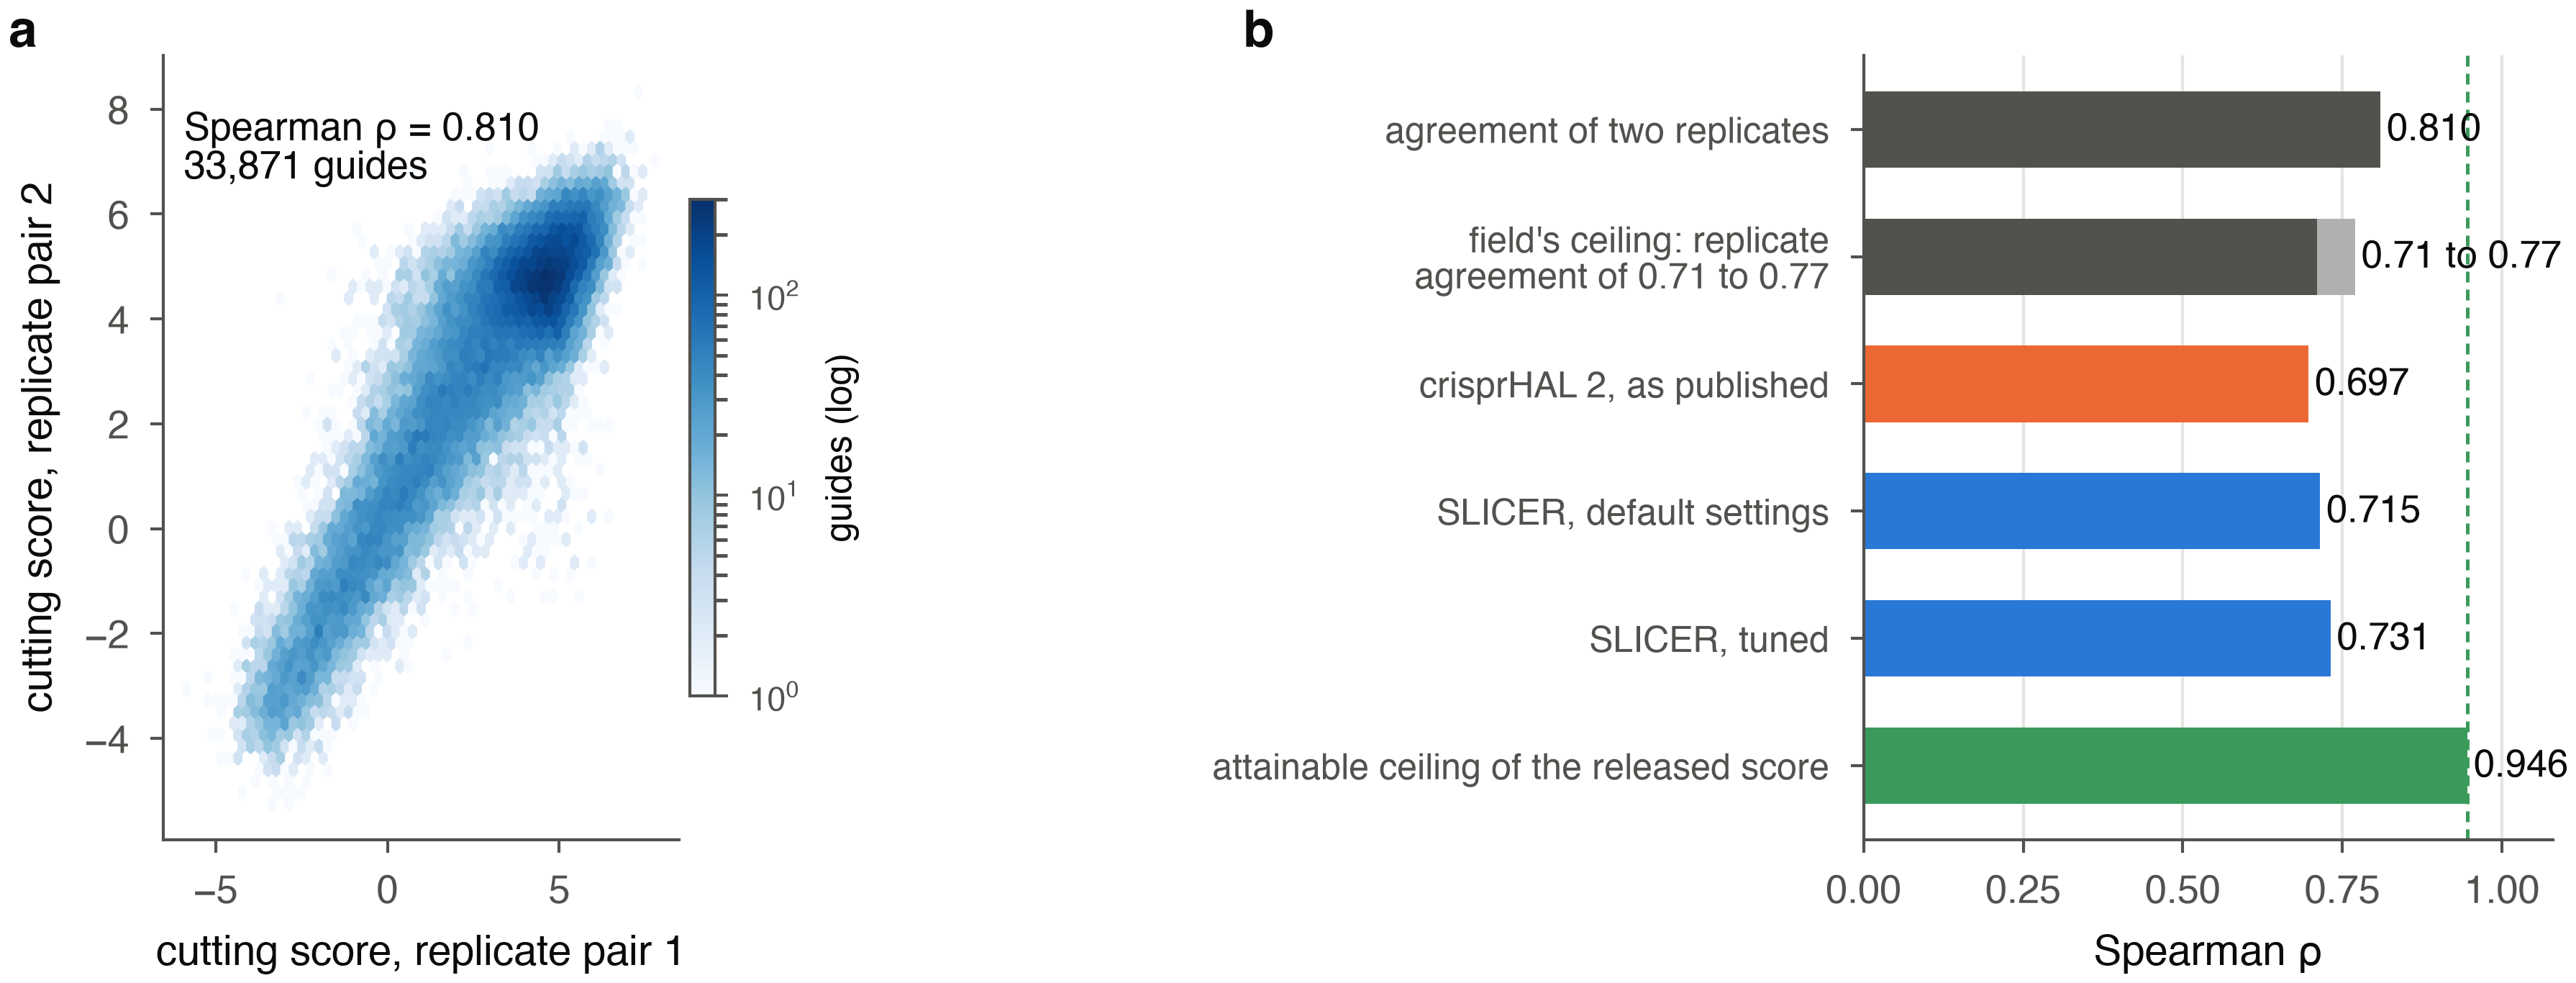 a
Spearman ρ = 0.810
33,871 guides
8
6
4
2
0
−2
−4
cutting score, replicate pair 2
−5
0
5
cutting score, replicate pair 1
10²
10¹
10⁰
guides (log)
b
agreement of two replicates
0.810
field's ceiling: replicate
agreement of 0.71 to 0.77
0.71 to 0.77
crisprHAL 2, as published
0.697
SLICER, default settings
0.715
SLICER, tuned
0.731
attainable ceiling of the released score
0.946
0.00
0.25
0.50
0.75
1.00
Spearman ρ